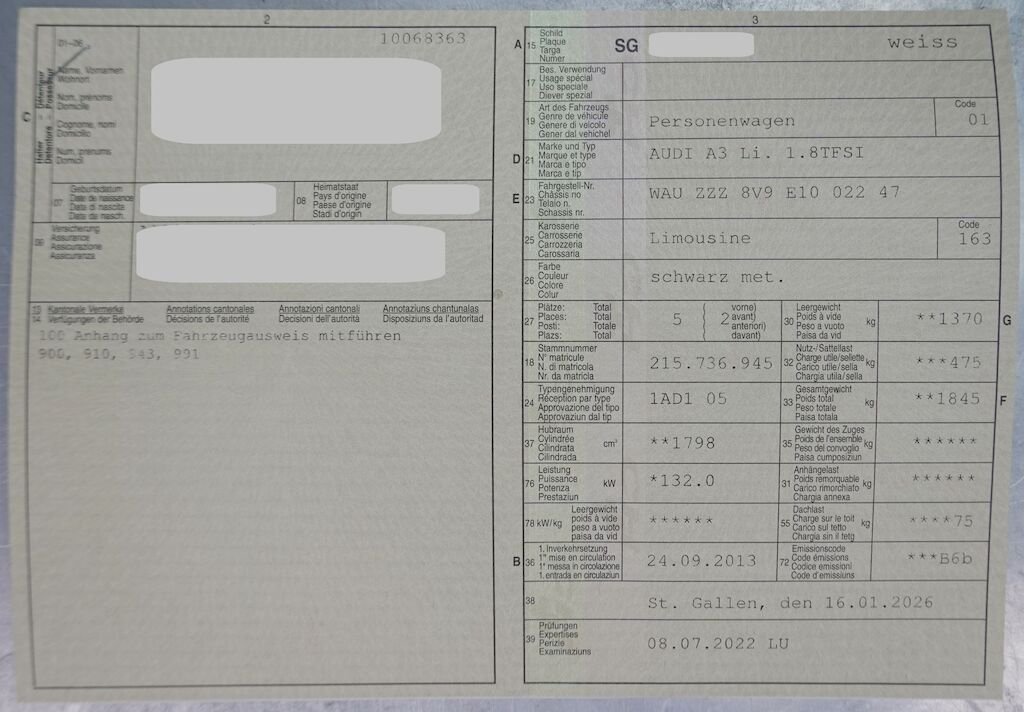 2
10068363
01-06
C
Halter Détenteur
Detentore Possessur
Name, Vornamen
Wohnort
Nom, prénoms
Domicile
Cognome, nomi
Domicilio
Num, prenums
Domicil
07
Geburtsdatum
Date de naissance
Data di nascita
Data da nasch.
08
Heimatstaat
Pays d'origine
Paese d'origine
Stadi d'origin
09
Versicherung
Assurance
Assicurazione
Assicuranza
13 Kantonale Vermerke Annotations cantonales Annotazioni cantonali Annotaziuns chantunalas
14 Verfügungen der Behörde Décisions de l'autorité Decisioni dell'autorità Disposiziuns da l'autoritad
100 Anhang zum Fahrzeugausweis mitführen
900, 910, 943, 991
3
A 15
Schild
Plaque
Targa
Numer
SG weiss
17
Bes. Verwendung
Usage spécial
Uso speciale
Diever spezial
19
Art des Fahrzeugs
Genre de véhicule
Genere di veicolo
Gener dal vehichel
Personenwagen
Code
01
D 21
Marke und Typ
Marque et type
Marca e tipo
Marca e tip
AUDI A3 Li. 1.8TFSI
E 23
Fahrgestell-Nr.
Châssis no
Telaio n.
Schassis nr.
WAU ZZZ 8V9 E10 022 47
25
Karosserie
Carrosserie
Carrozzeria
Carossaria
Limousine
Code
163
26
Farbe
Couleur
Colore
Colur
schwarz met.
27
Plätze: Total
Places: Total
Posti: Totale
Plazs: Total
5 ( 2
vorne)
avant)
anteriori)
davant)
30
Leergewicht
Poids à vide
Peso a vuoto
Paisa da vid
kg
**1370
G
18
Stammnummer
N° matricule
N. di matricola
Nr. da matricla
215.736.945
32
Nutz-/Sattellast
Charge utile/sellette
Carico utile/sella
Chargia utila/sella
kg
***475
24
Typengenehmigung
Réception par type
Approvazione del tipo
Approvaziun dal tip
1AD1 05
33
Gesamtgewicht
Poids total
Peso totale
Paisa totala
kg
**1845
F
37
Hubraum
Cylindrée
Cilindrata
Cilindrada
cm³
**1798
35
Gewicht des Zuges
Poids de l'ensemble
Peso del convoglio
Paisa cumposiziun
kg
******
76
Leistung
Puissance
Potenza
Prestaziun
kW
*132.0
31
Anhängelast
Poids remorquable
Carico rimorchiato
Chargia annexa
kg
******
78 kW/kg
Leergewicht
poids à vide
peso a vuoto
paisa da vid
******
55
Dachlast
Charge sur le toit
Carico sul tetto
Chargia sin il tetg
kg
****75
B 36
1. Inverkehrsetzung
1re mise en circulation
1a messa in circolazione
1. entrada en circulaziun
24.09.2013
72
Emissionscode
Code émissions
Codice emissioni
Code d'emissiuns
***B6b
38
St. Gallen, den 16.01.2026
39
Prüfungen
Expertises
Perizie
Examinaziuns
08.07.2022 LU